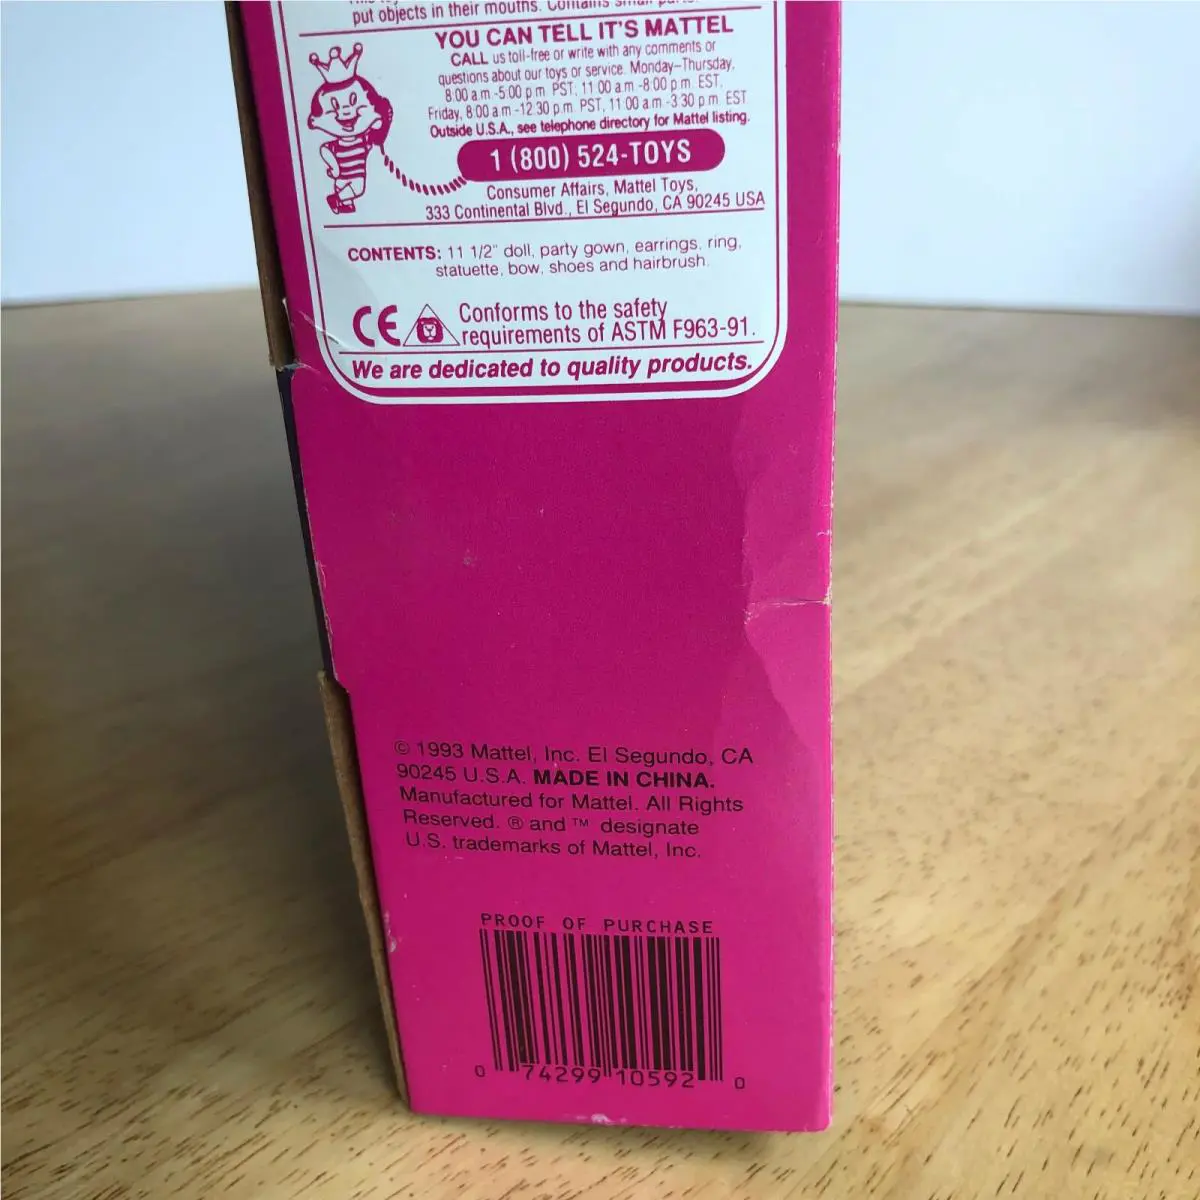 put objects in their mouths. Contains small
YOU CAN TELL IT'S MATTEL
CALL us toll-free or write with any comments or
questions about our toys or service. Monday–Thursday,
8:00 a.m.-5:00 p.m. PST, 11:00 a.m.-8:00 p.m. EST,
Friday, 8:00 a.m.-12:30 p.m. PST, 11:00 a.m.-3:30 p.m. EST
Outside U.S.A., see telephone directory for Mattel listing.
1 (800) 524-TOYS
Consumer Affairs, Mattel Toys,
333 Continental Blvd., El Segundo, CA 90245 USA
CONTENTS: 11 1/2" doll, party gown, earrings, ring,
statuette, bow, shoes and hairbrush.
CE
Conforms to the safety
requirements of ASTM F963-91.
We are dedicated to quality products.
© 1993 Mattel, Inc. El Segundo, CA
90245 U.S.A. MADE IN CHINA.
Manufactured for Mattel. All Rights
Reserved. ® and ™ designate
U.S. trademarks of Mattel, Inc.
PROOF OF PURCHASE
0 74299 10592 0